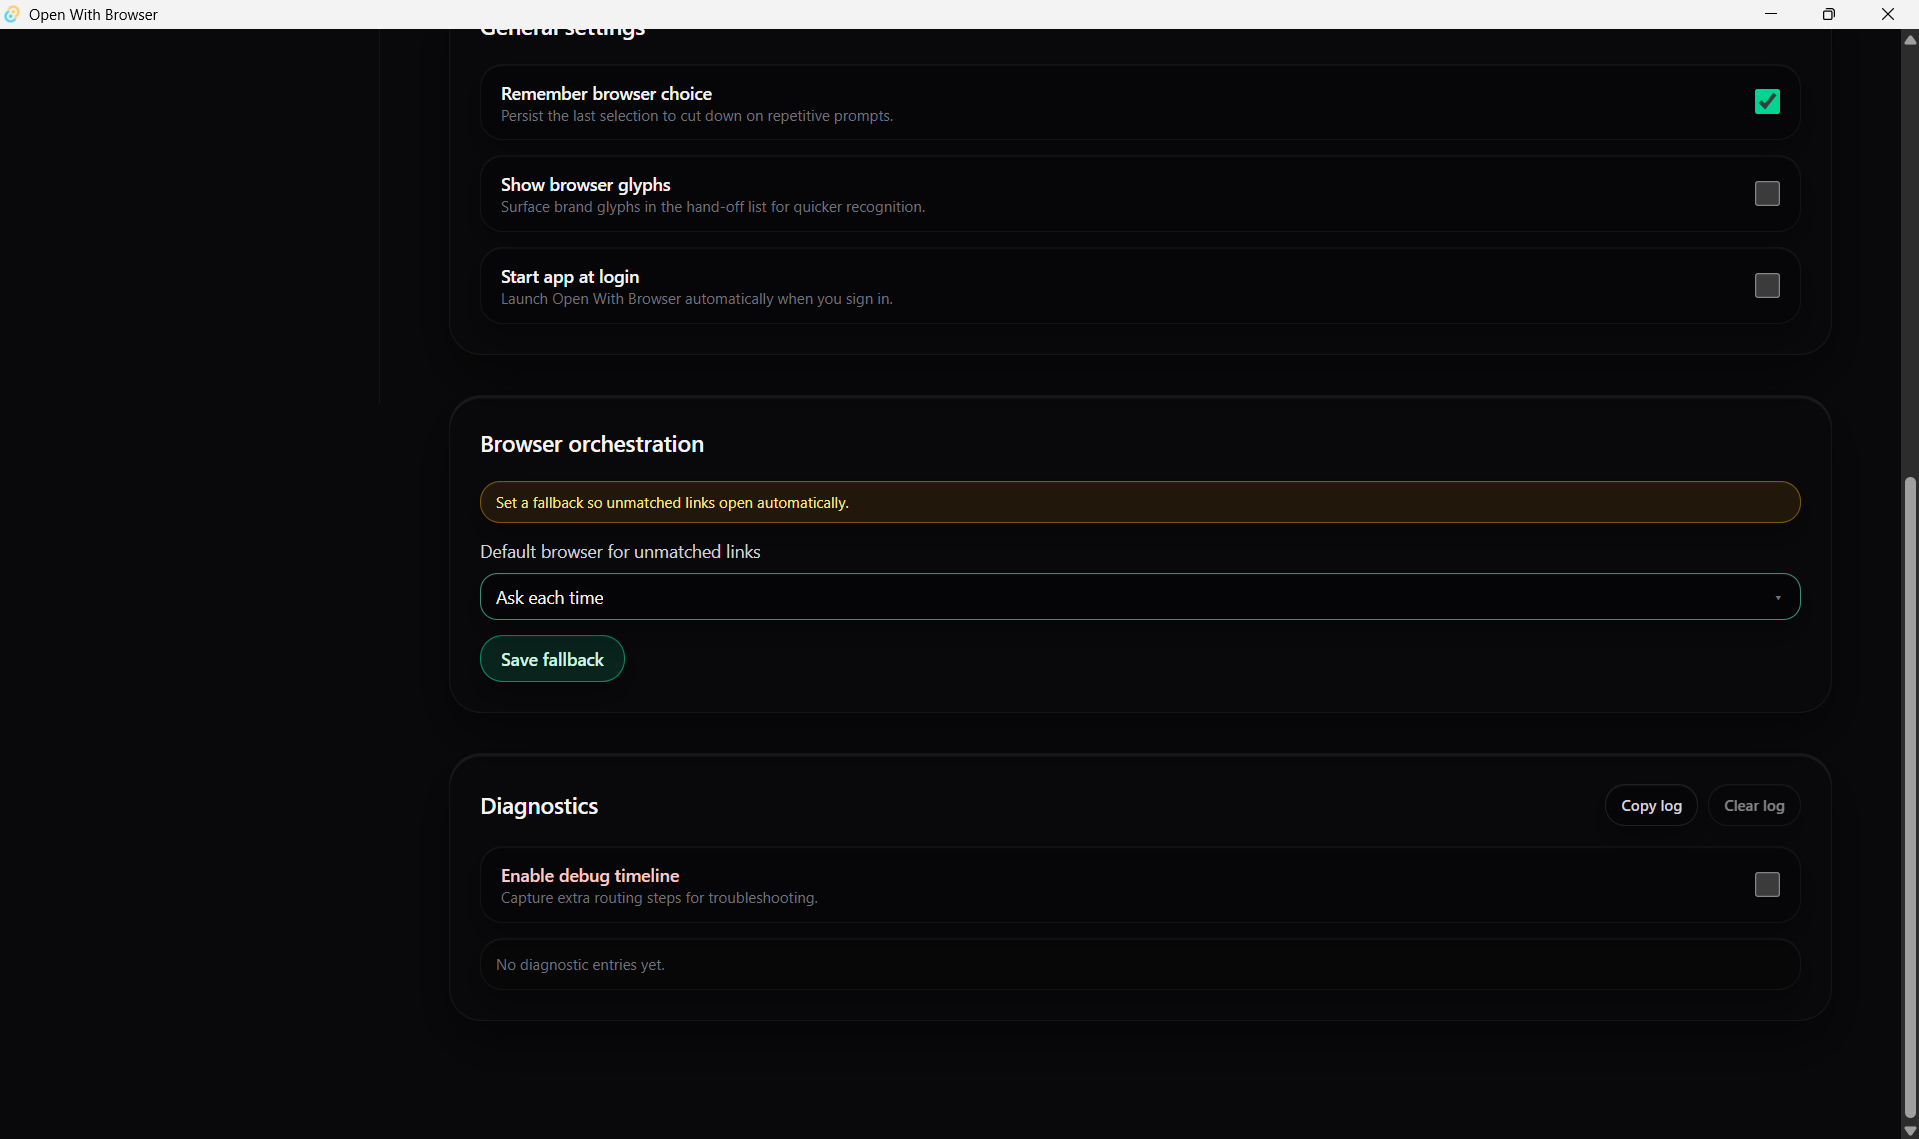 Open With Browser
General settings
Remember browser choice
Persist the last selection to cut down on repetitive prompts.
Show browser glyphs
Surface brand glyphs in the hand-off list for quicker recognition.
Start app at login
Launch Open With Browser automatically when you sign in.
Browser orchestration
Set a fallback so unmatched links open automatically.
Default browser for unmatched links
Ask each time
Save fallback
Diagnostics
Copy log
Clear log
Enable debug timeline
Capture extra routing steps for troubleshooting.
No diagnostic entries yet.